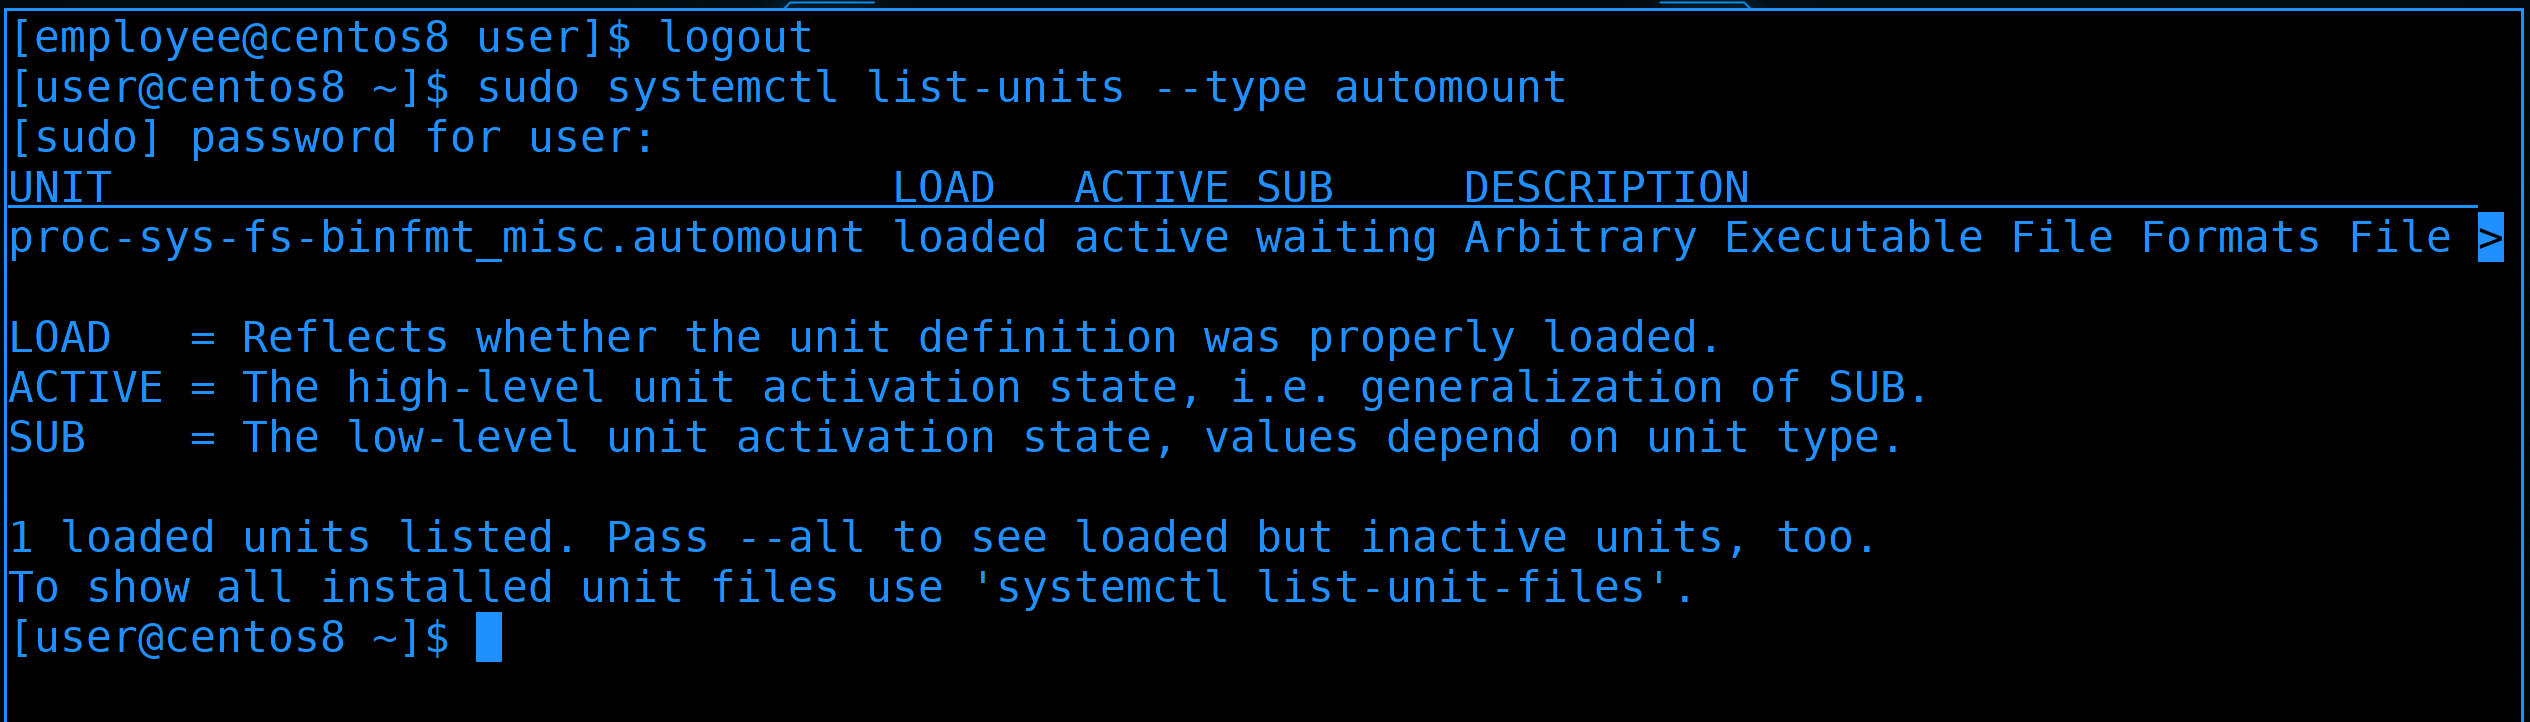 [employee@centos8 user]$ logout
[user@centos8 ~]$ sudo systemctl list-units --type automount
[sudo] password for user:
UNIT                              LOAD   ACTIVE SUB     DESCRIPTION
proc-sys-fs-binfmt_misc.automount loaded active waiting Arbitrary Executable File Formats File >
LOAD   = Reflects whether the unit definition was properly loaded.
ACTIVE = The high-level unit activation state, i.e. generalization of SUB.
SUB    = The low-level unit activation state, values depend on unit type.
1 loaded units listed. Pass --all to see loaded but inactive units, too.
To show all installed unit files use 'systemctl list-unit-files'.
[user@centos8 ~]$